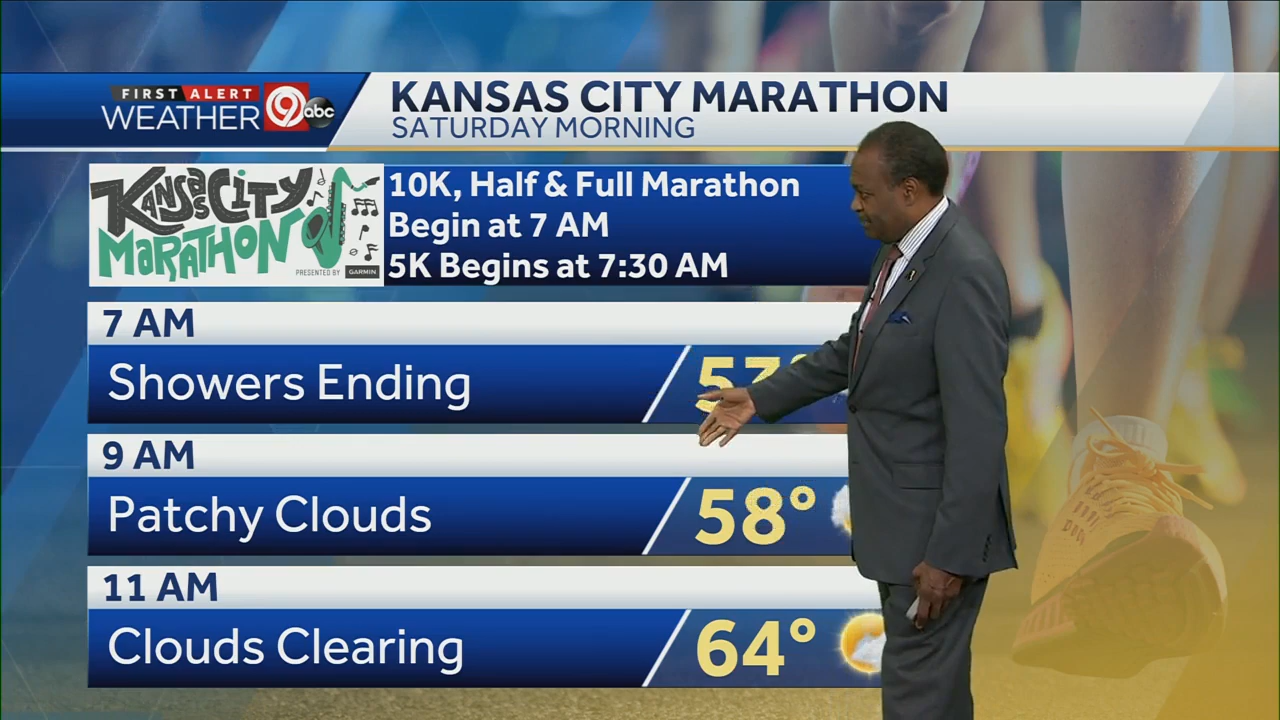 FIRST ALERT
WEATHER 9 abc
KANSAS CITY MARATHON
SATURDAY MORNING
KANSAS CITY
MARATHON
PRESENTED BY GARMIN
10K, Half & Full Marathon
Begin at 7 AM
5K Begins at 7:30 AM
7 AM
Showers Ending
9 AM
Patchy Clouds 58°
11 AM
Clouds Clearing 64°